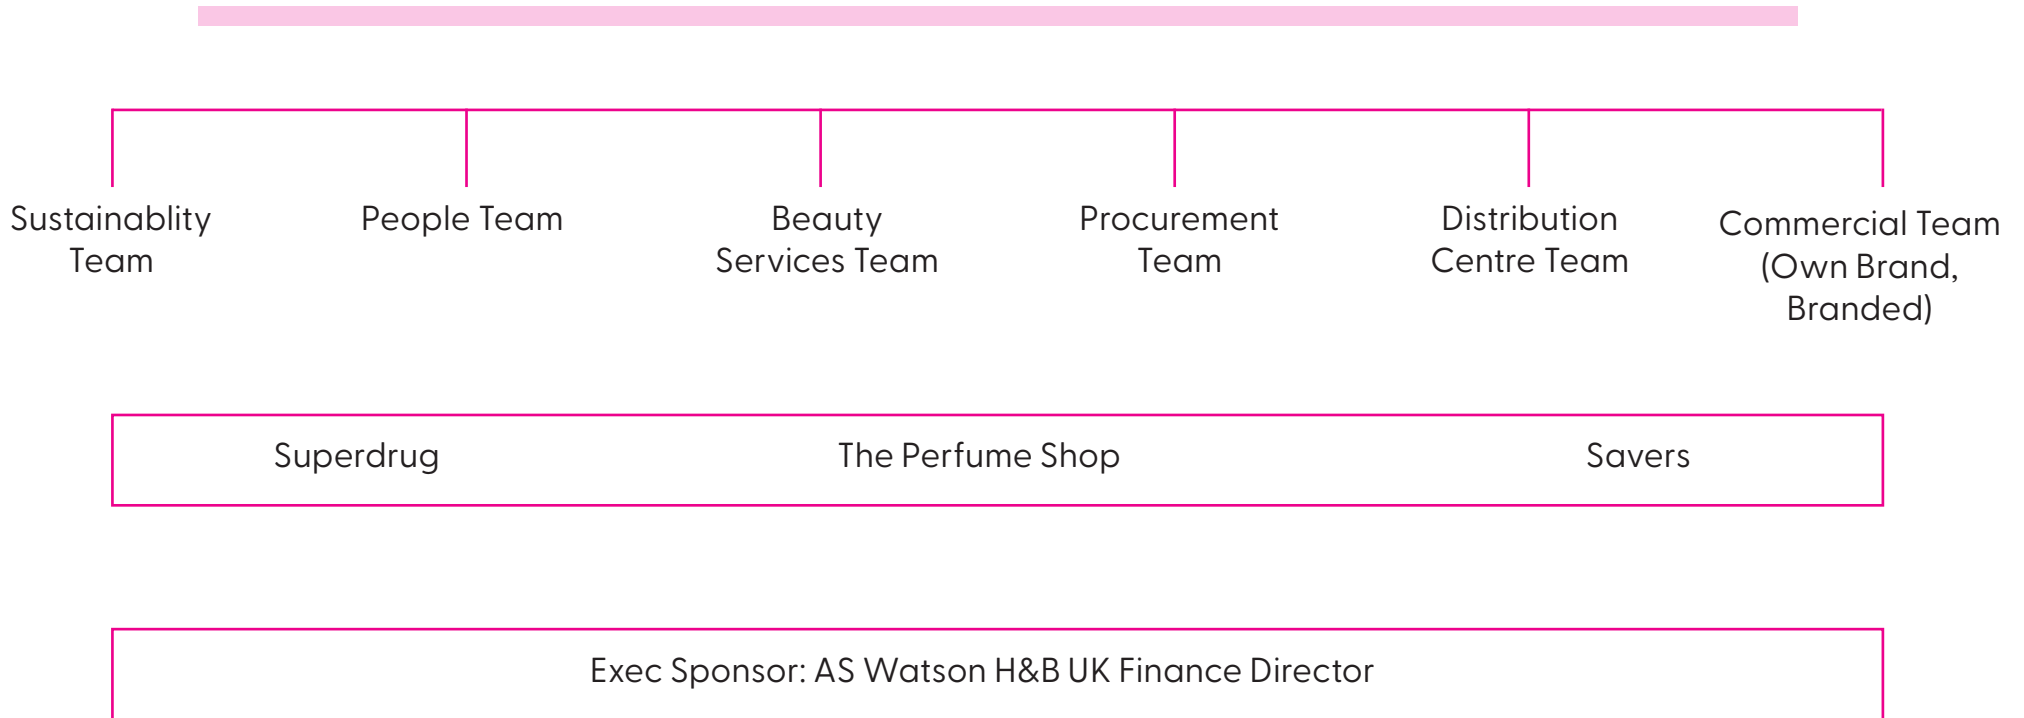 Sustainablity
Team
People Team
Beauty
Services Team
Procurement
Team
Distribution
Centre Team
Commercial Team
(Own Brand,
Branded)
Superdrug
The Perfume Shop
Savers
Exec Sponsor: AS Watson H&B UK Finance Director